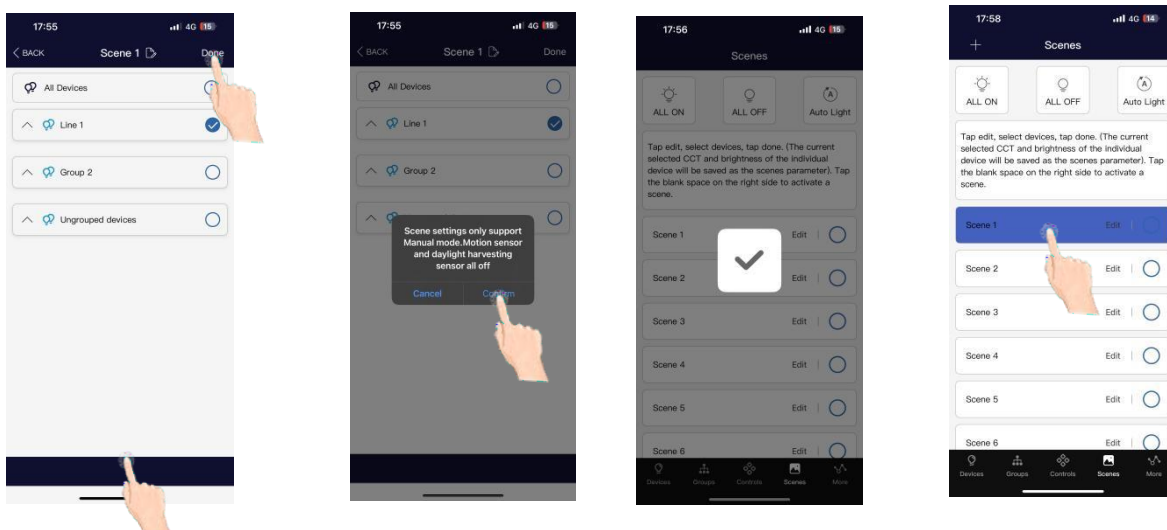 17:55
4G 15
BACK
Scene 1
Done
All Devices
Line 1
Group 2
Ungrouped devices
17:55
4G 15
BACK
Scene 1
Done
All Devices
Line 1
Group 2
Scene settings only support
Manual mode.Motion sensor
and daylight harvesting
sensor all off
Cancel
Confirm
17:56
4G 15
Scenes
ALL ON
ALL OFF
A
Auto Light
Tap edit, select devices, tap done. (The current
selected CCT and brightness of the individual
device will be saved as the scenes parameter). Tap
the blank space on the right side to activate a
scene.
Scene 1
Edit
Scene 2
Edit
Scene 3
Edit
Scene 4
Edit
Scene 5
Edit
Scene 6
Edit
Devices
Groups
Controls
Scenes
More
17:58
4G 14
+
Scenes
ALL ON
ALL OFF
A
Auto Light
Tap edit, select devices, tap done. (The current
selected CCT and brightness of the individual
device will be saved as the scenes parameter). Tap
the blank space on the right side to activate a
scene.
Scene 1
Edit
Scene 2
Edit
Scene 3
Edit
Scene 4
Edit
Scene 5
Edit
Scene 6
Edit
Devices
Groups
Controls
Scenes
More